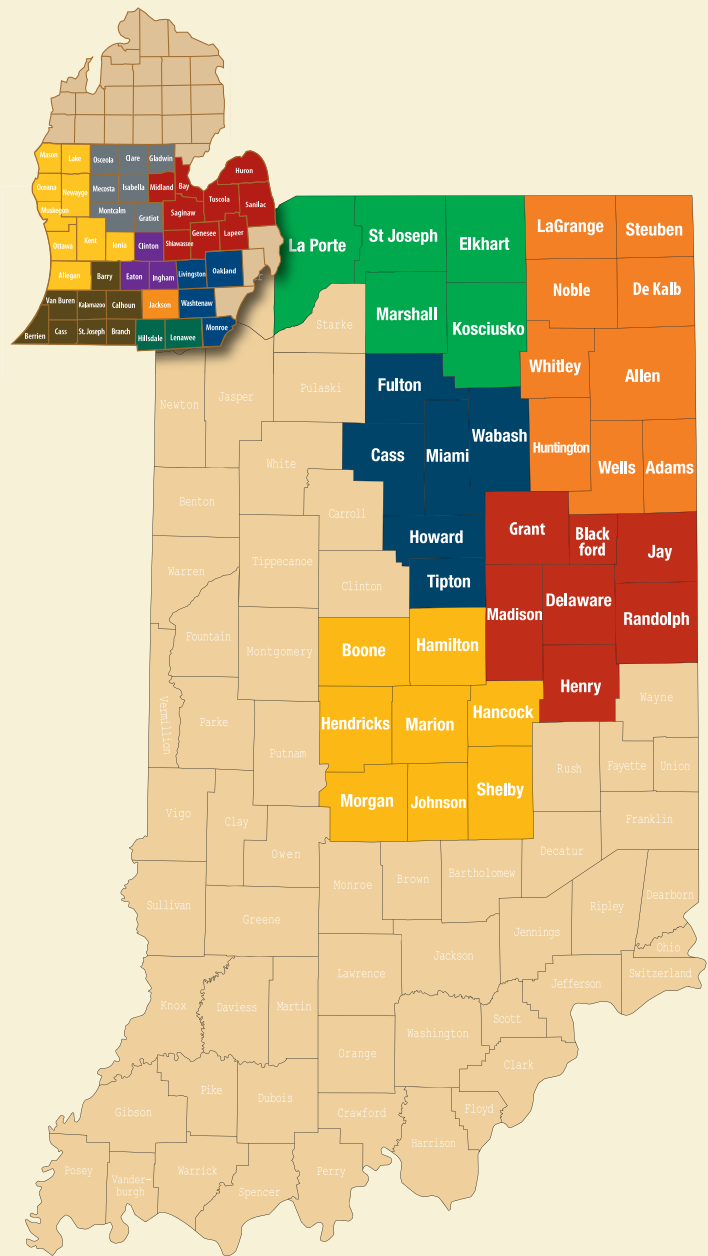 Mason
Lake
Osceola
Clare
Gladwin
Huron
Oceana
Newaygo
Mecosta
Isabella
Midland
Bay
Tuscola
Sanilac
Muskegon
Montcalm
Gratiot
Saginaw
Ottawa
Kent
Ionia
Clinton
Shiawassee
Genesee
Lapeer
Allegan
Barry
Eaton
Ingham
Livingston
Oakland
Van Buren
Kalamazoo
Calhoun
Jackson
Washtenaw
Berrien
Cass
St. Joseph
Branch
Hillsdale
Lenawee
Monroe
La Porte
St Joseph
Elkhart
LaGrange
Steuben
Noble
De Kalb
Starke
Marshall
Kosciusko
Newton
Jasper
Pulaski
Fulton
Whitley
Allen
White
Cass
Miami
Wabash
Huntington
Wells
Adams
Benton
Carroll
Howard
Grant
Black
ford
Jay
Warren
Tippecanoe
Clinton
Tipton
Madison
Delaware
Randolph
Fountain
Montgomery
Boone
Hamilton
Henry
Wayne
Vermillion
Parke
Putnam
Hendricks
Marion
Hancock
Rush
Fayette
Union
Vigo
Clay
Owen
Morgan
Johnson
Shelby
Decatur
Franklin
Sullivan
Greene
Monroe
Brown
Bartholomew
Jennings
Ripley
Dearborn
Ohio
Knox
Daviess
Martin
Lawrence
Jackson
Jefferson
Switzerland
Scott
Washington
Orange
Clark
Gibson
Pike
Dubois
Crawford
Floyd
Harrison
Posey
Vander-
burgh
Warrick
Spencer
Perry